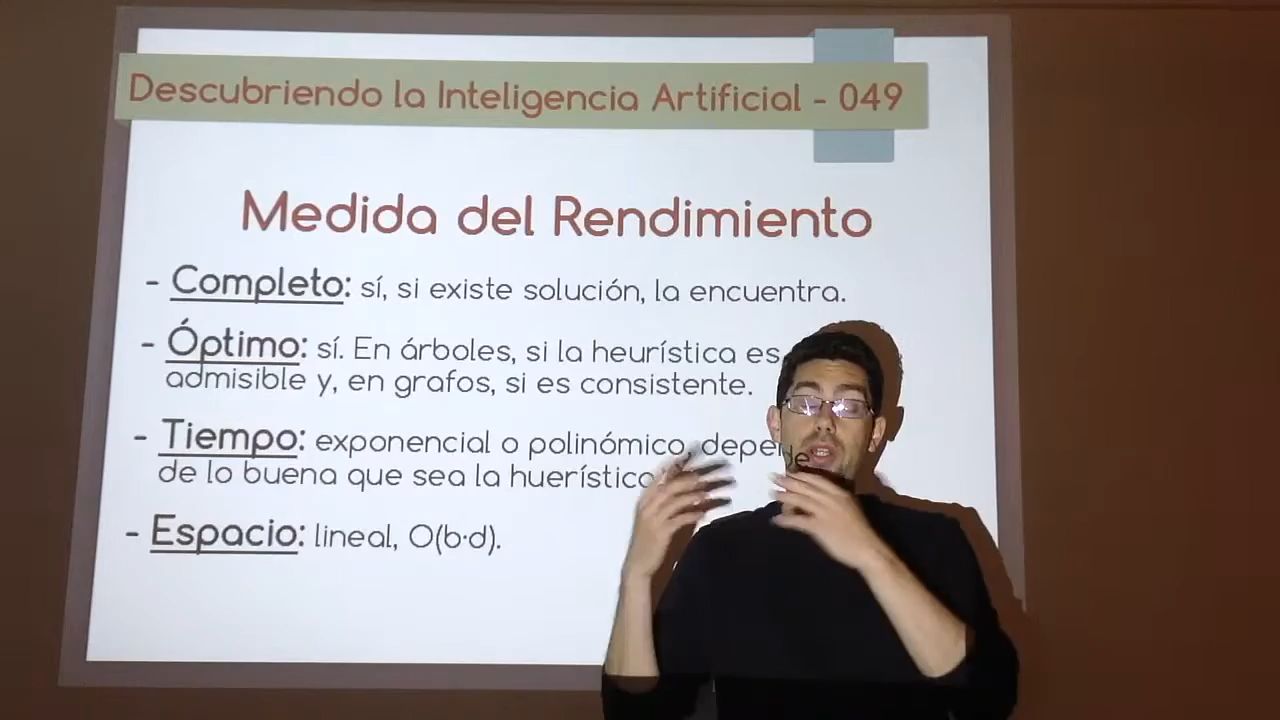 Descubriendo la Inteligencia Artificial - 049
Medida del Rendimiento
- Completo: sí, si existe solución, la encuentra.
- Óptimo: sí. En árboles, si la heurística es
admisible y, en grafos, si es consistente.
- Tiempo: exponencial o polinómico, depende
de lo buena que sea la huerística
- Espacio: lineal, O(b·d).